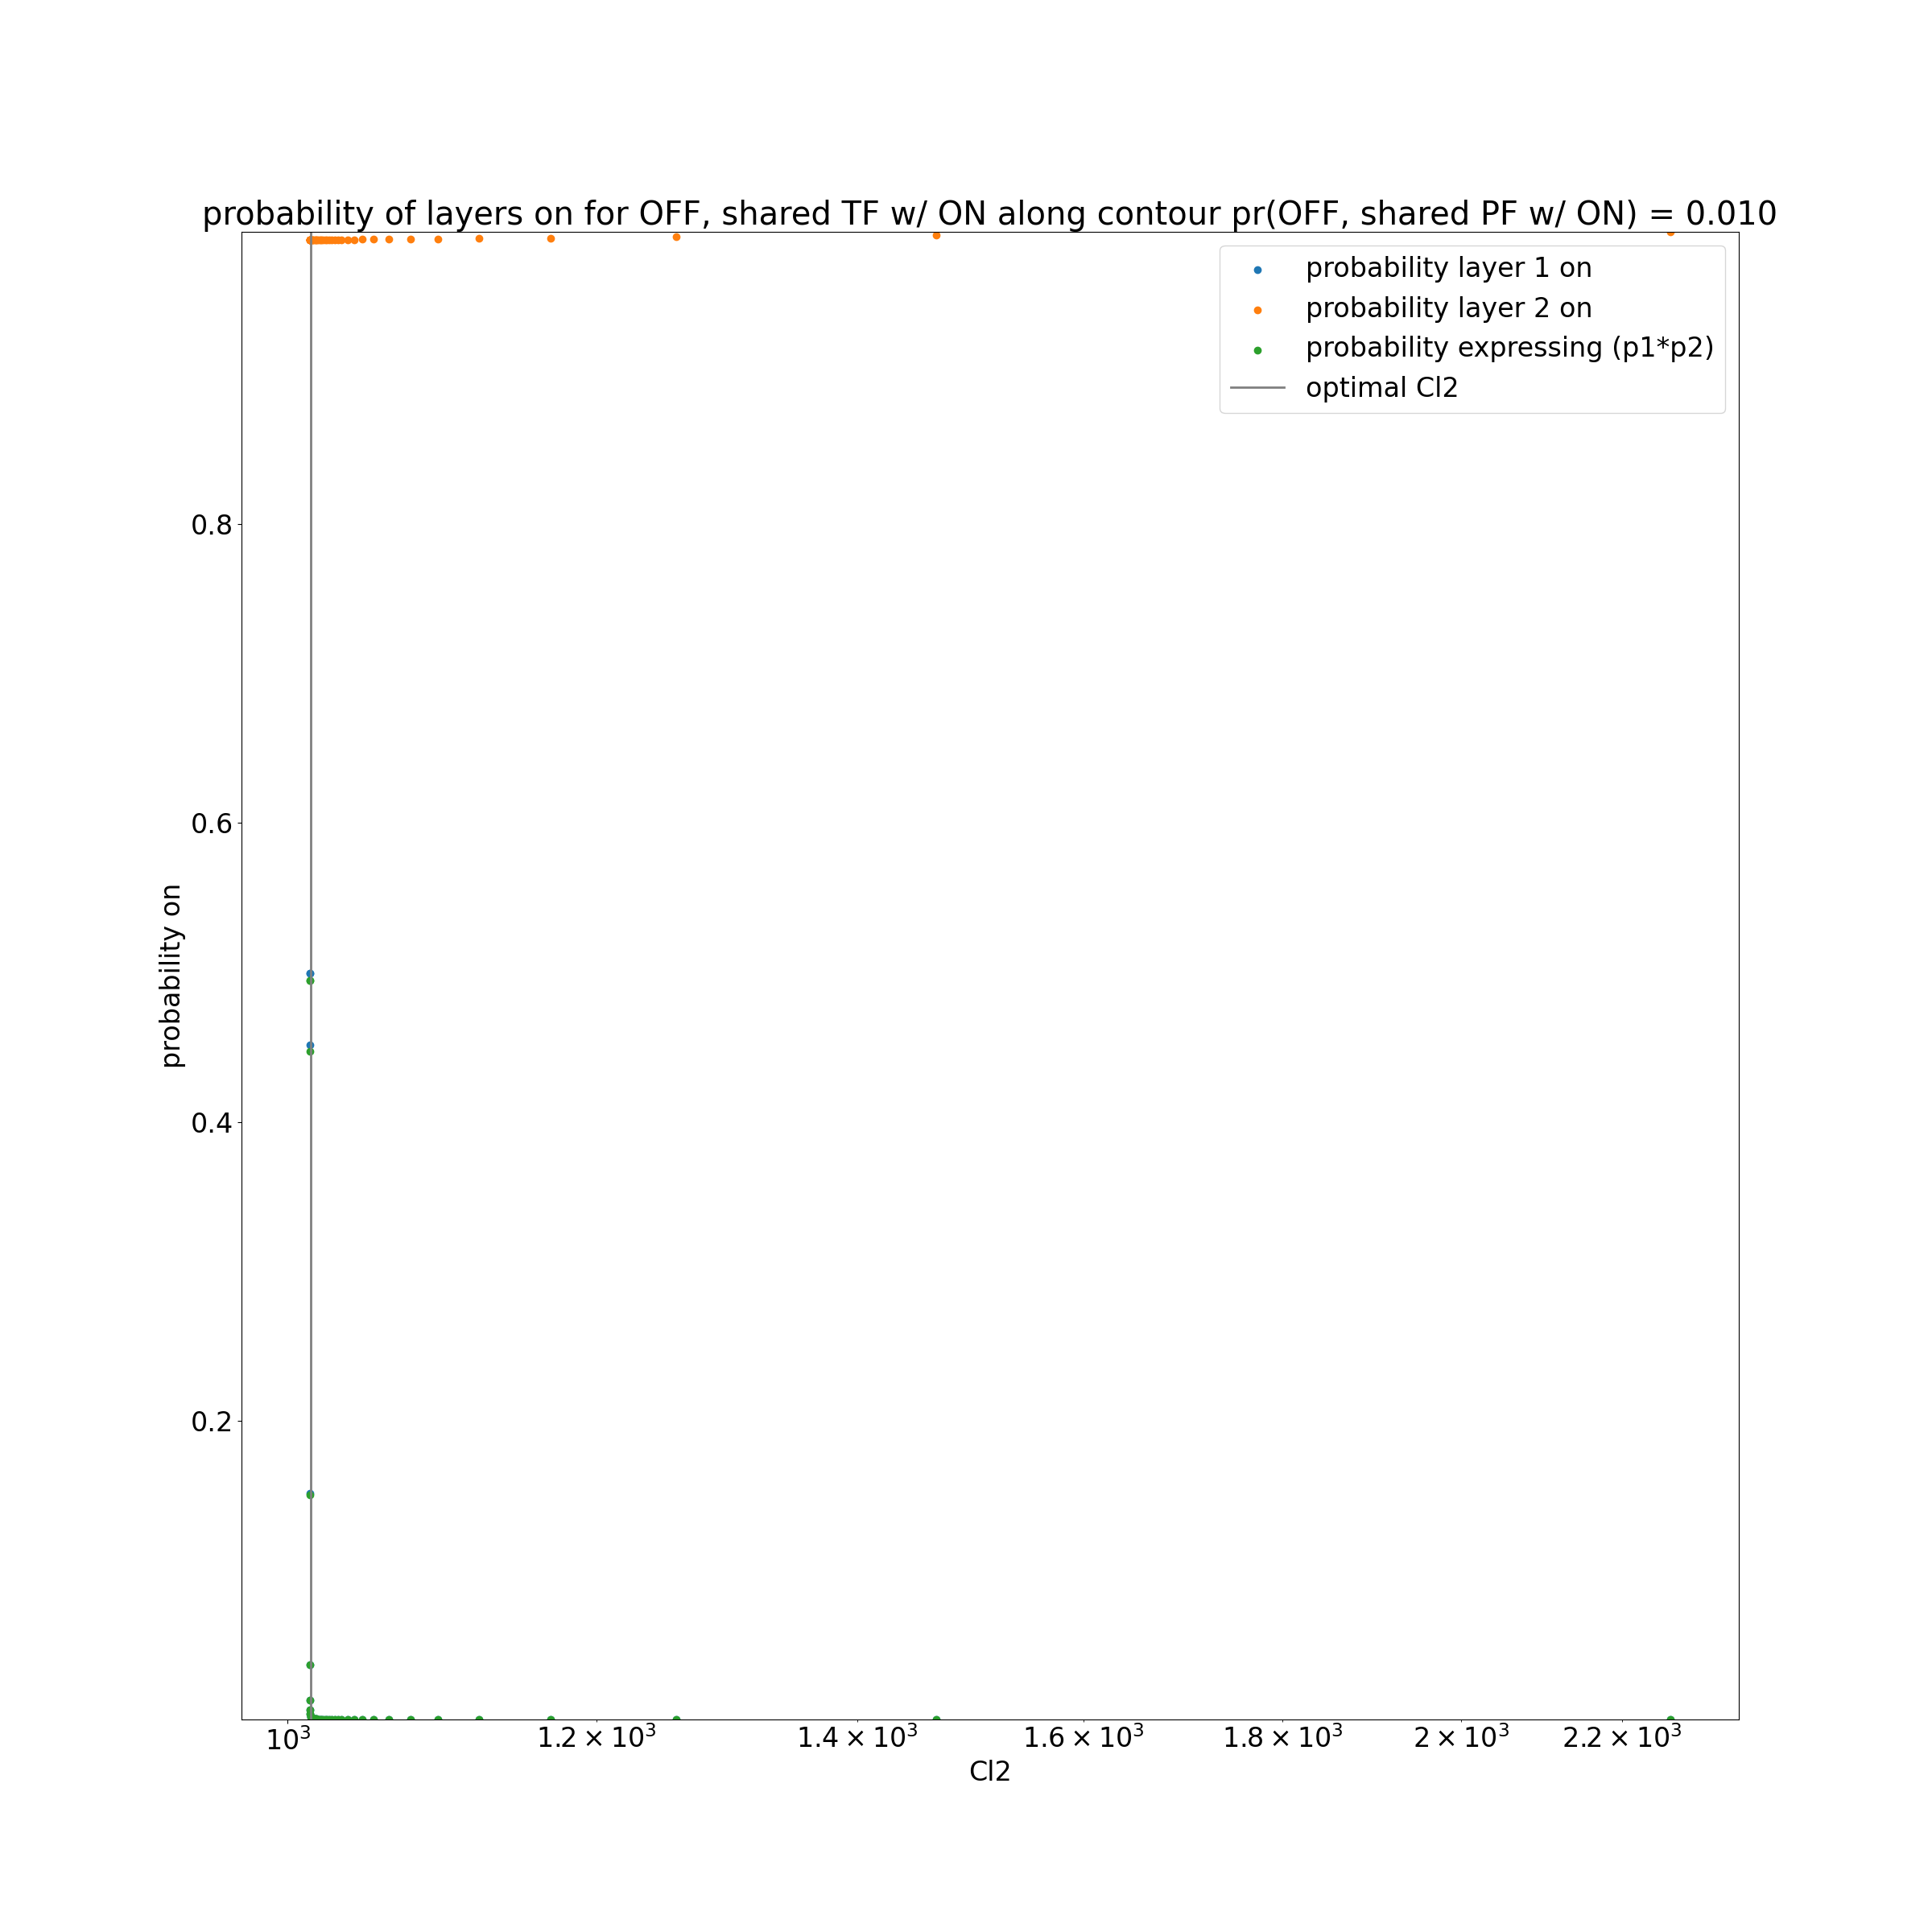 probability of layers on for OFF, shared TF w/ ON along contour pr(OFF, shared PF w/ ON) = 0.010
probability layer 1 on
probability layer 2 on
probability expressing (p1*p2)
optimal Cl2
0.8
0.6
0.4
0.2
probability on
10³ 1.2 × 10³ 1.4 × 10³ 1.6 × 10³ 1.8 × 10³ 2 × 10³ 2.2 × 10³
Cl2